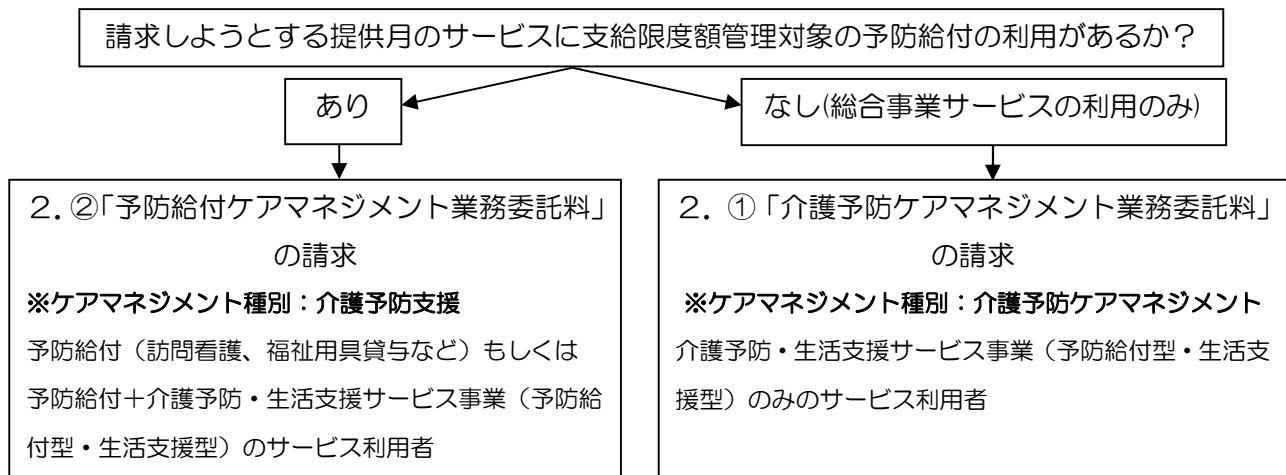 請求しようとする提供月のサービスに支給限度額管理対象の予防給付の利用があるか？
あり
なし(総合事業サービスの利用のみ)
２．②「予防給付ケアマネジメント業務委託料」
の請求
※ケアマネジメント種別：介護予防支援
予防給付（訪問看護、福祉用具貸与など）もしくは
予防給付＋介護予防・生活支援サービス事業（予防給
付型・生活支援型）のサービス利用者
２．①「介護予防ケアマネジメント業務委託料」
の請求
※ケアマネジメント種別：介護予防ケアマネジメント
介護予防・生活支援サービス事業（予防給付型・生活支
援型）のみのサービス利用者